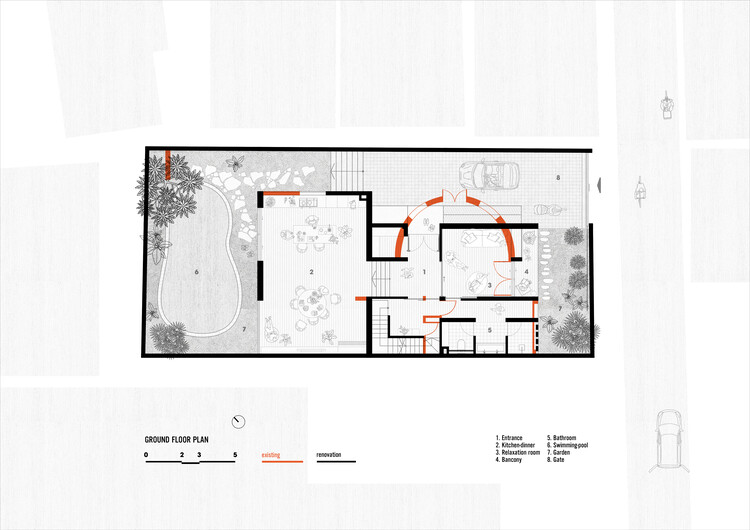 8
6
2
1
3
4
7
5
7
GROUND FLOOR PLAN
0 2 3 5
existing
renovation
1. Entrance
2. Kitchen-dinner
3. Relaxation room
4. Bancony
5. Bathroom
6. Swimming-pool
7. Garden
8. Gate